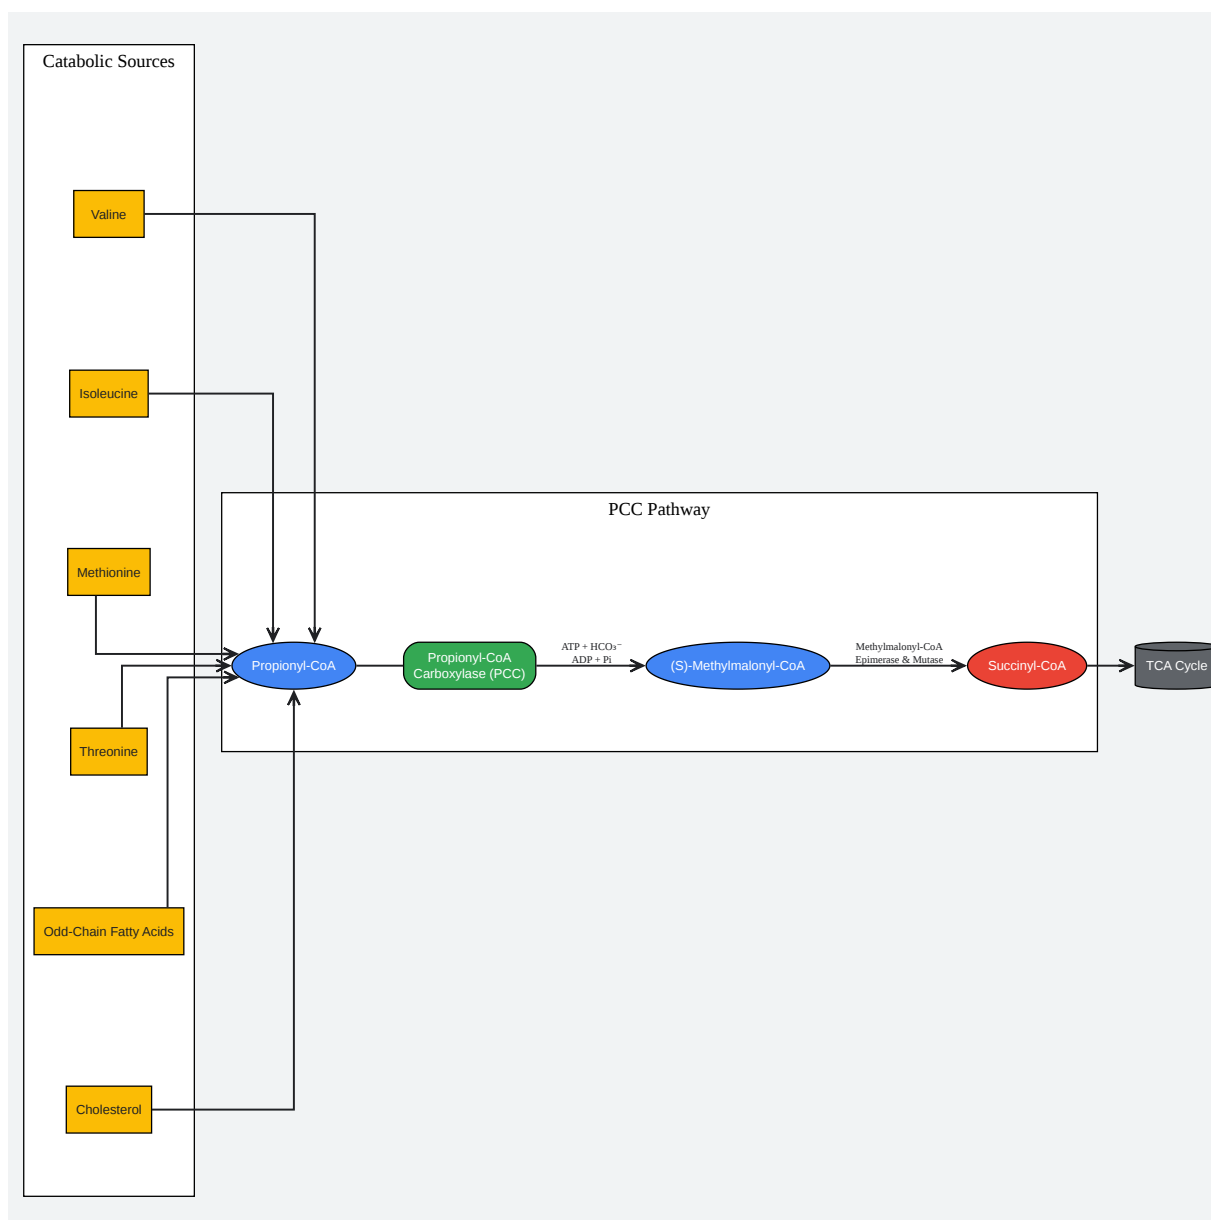 Catabolic Sources
Valine
Isoleucine
Methionine
Threonine
Odd-Chain Fatty Acids
Cholesterol
PCC Pathway
Propionyl-CoA
Propionyl-CoA
Carboxylase (PCC)
ATP + HCO₃⁻
ADP + Pi
(S)-Methylmalonyl-CoA
Methylmalonyl-CoA
Epimerase & Mutase
Succinyl-CoA
TCA Cycle